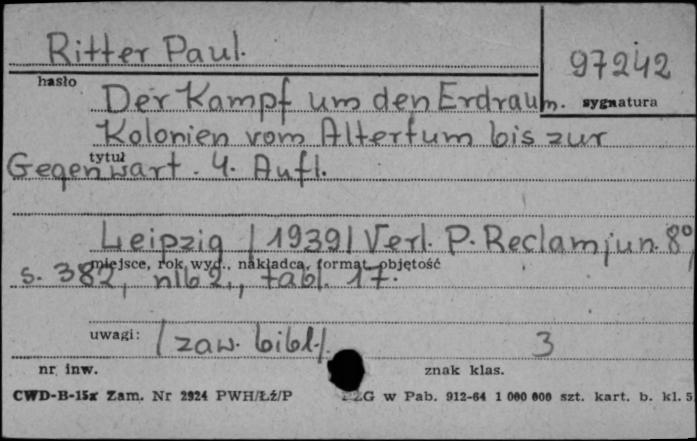 Ritter Paul.
97242
hasło
Der Kampf um den Erdraum.
sygnatura
Kolonien vom Altertum bis zur
tytuł
Gegenwart. 4. Aufl.
Leipzig /1939/ Verl. P. Reclam jun. 8°,
miejsce, rok wyd., nakładca, format, objętość
s. 382, nlb 2, tabl. 17.
uwagi: /zaw. bibl./.
3
nr inw. znak klas.
CWD-B-15x Zam. Nr 2924 PWH/Łź/P ZG w Pab. 912-64 1 000 000 szt. kart. b. kl. 5